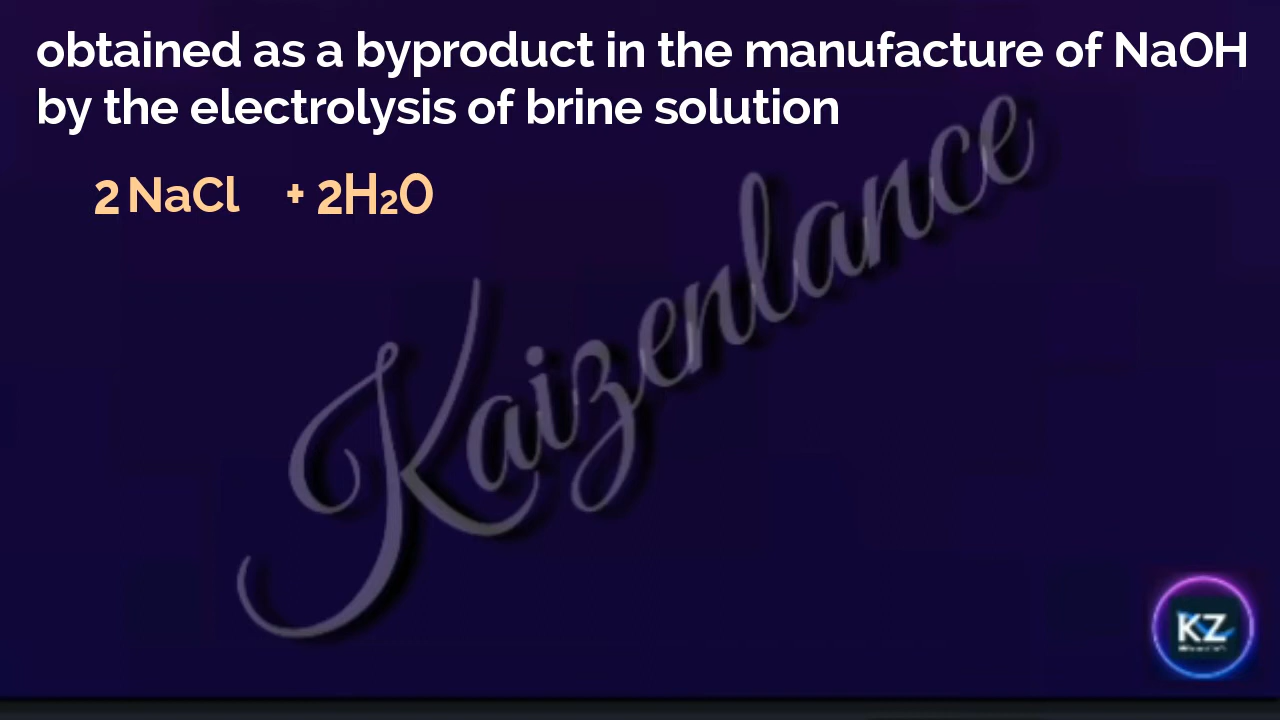 obtained as a byproduct in the manufacture of NaOH
by the electrolysis of brine solution
2 NaCl + 2H₂O
Kaizenlance
KZ